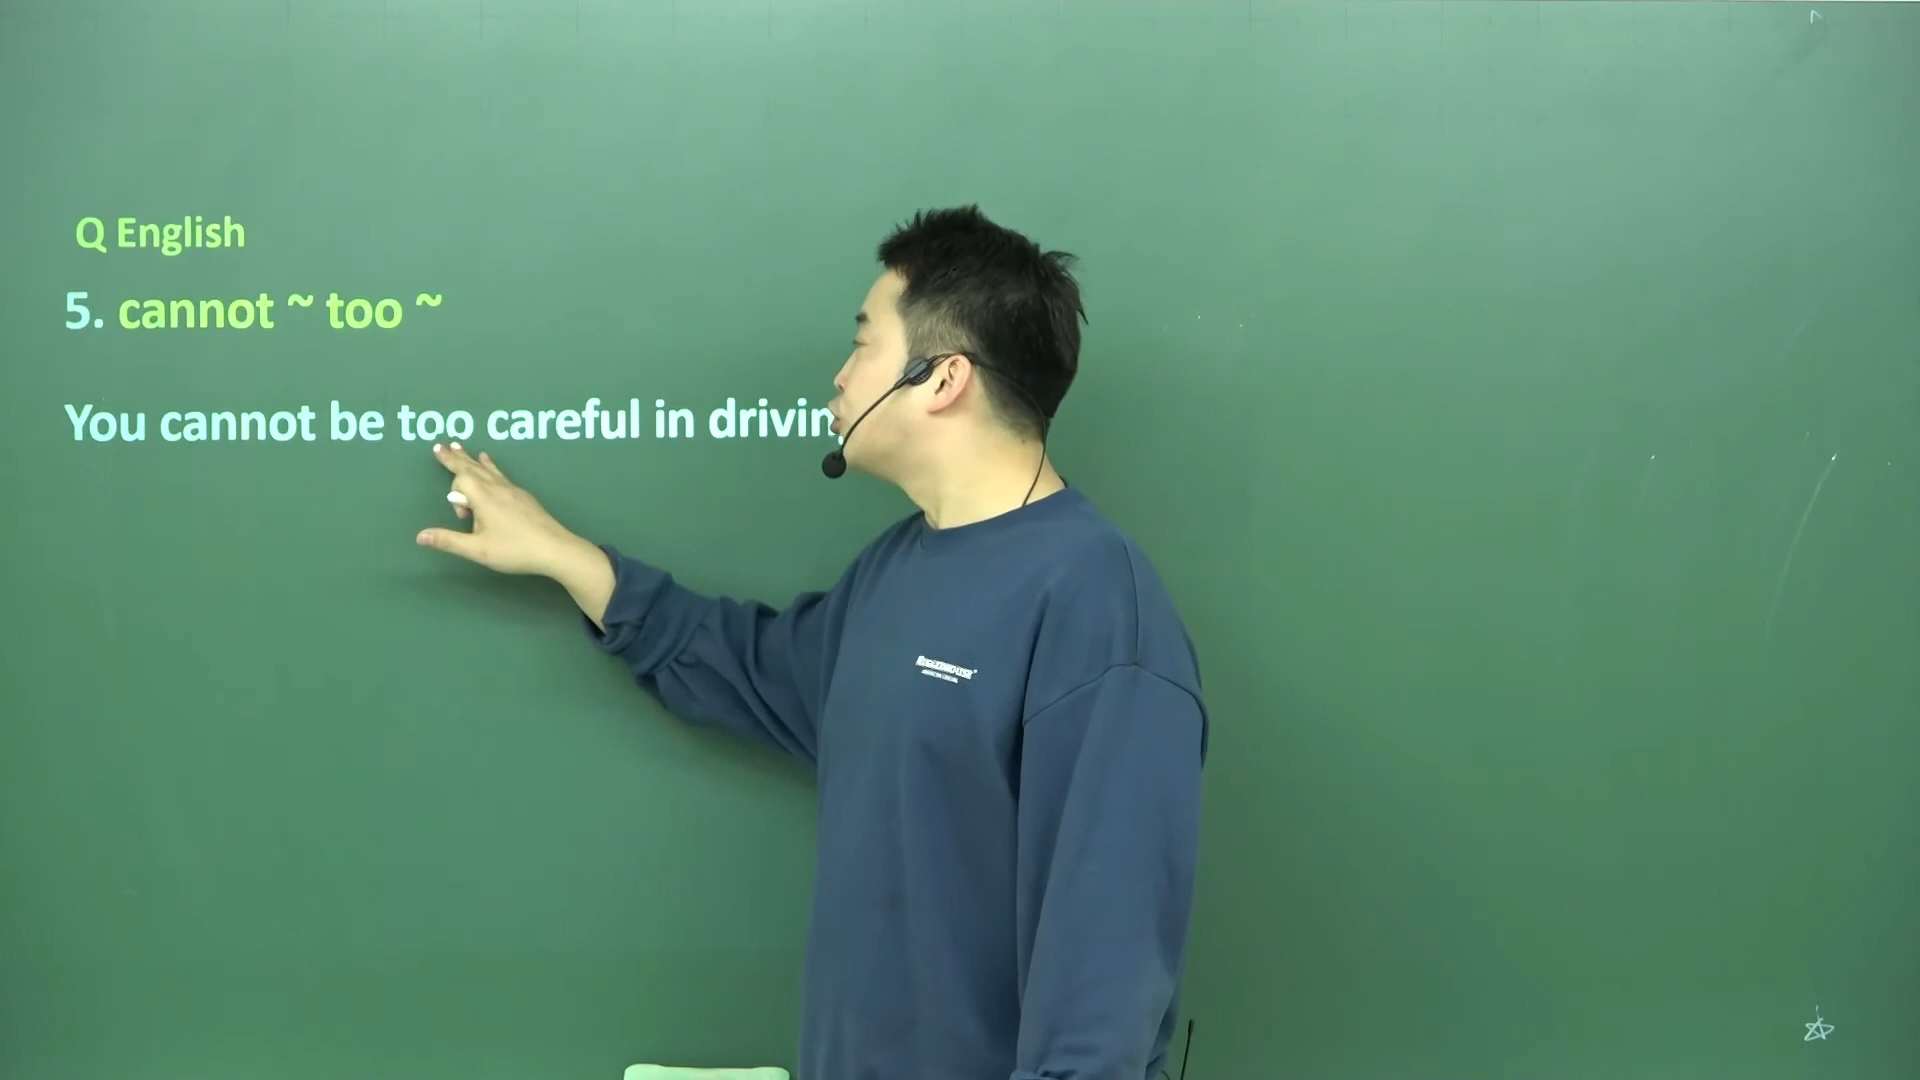 Q English
5. cannot ~ too ~
You cannot be too careful in drivin